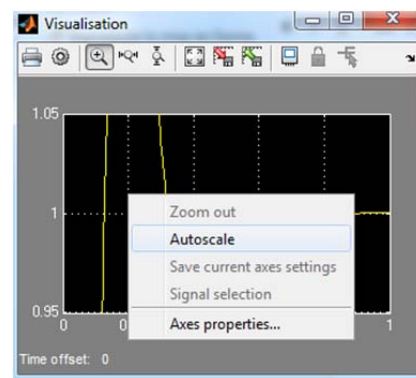 Visualisation
1.05
1
0.95
0
0
1
Zoom out
Autoscale
Save current axes settings
Signal selection
Axes properties...
Time offset: 0